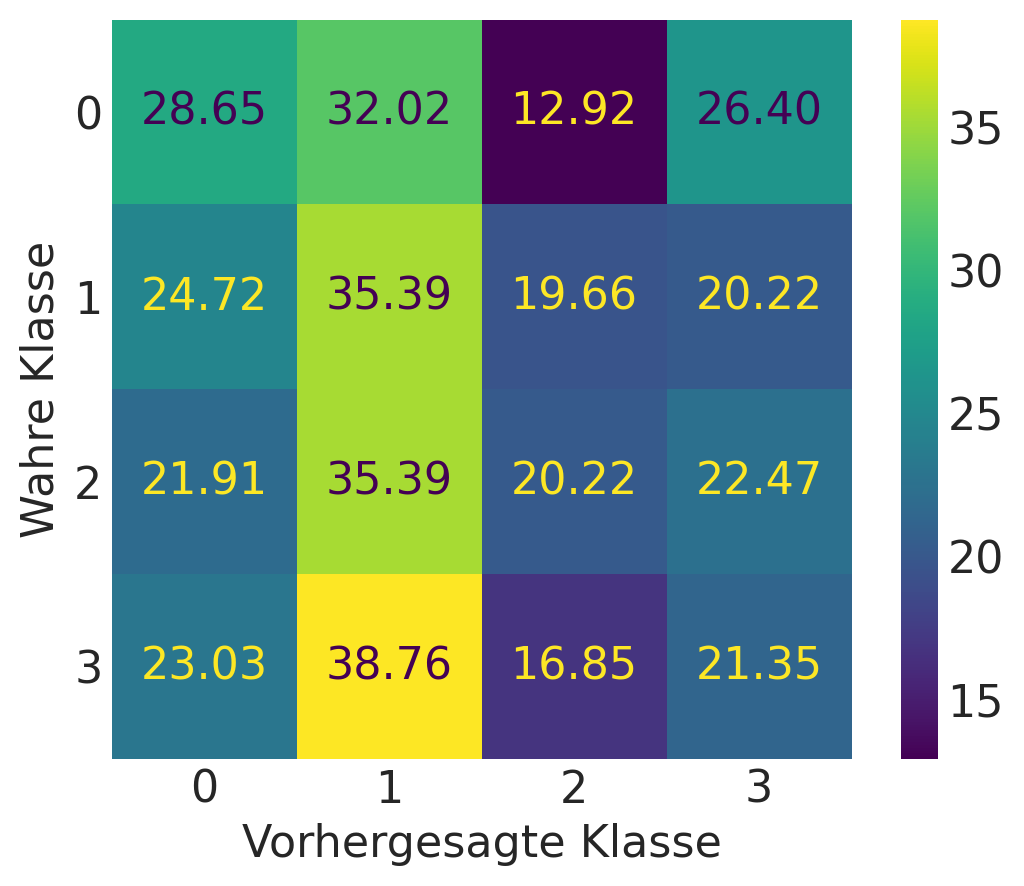 0 28.65 32.02 12.92 26.40
1 24.72 35.39 19.66 20.22
2 21.91 35.39 20.22 22.47
3 23.03 38.76 16.85 21.35
0 1 2 3
Vorhergesagte Klasse
Wahre Klasse
35
30
25
20
15